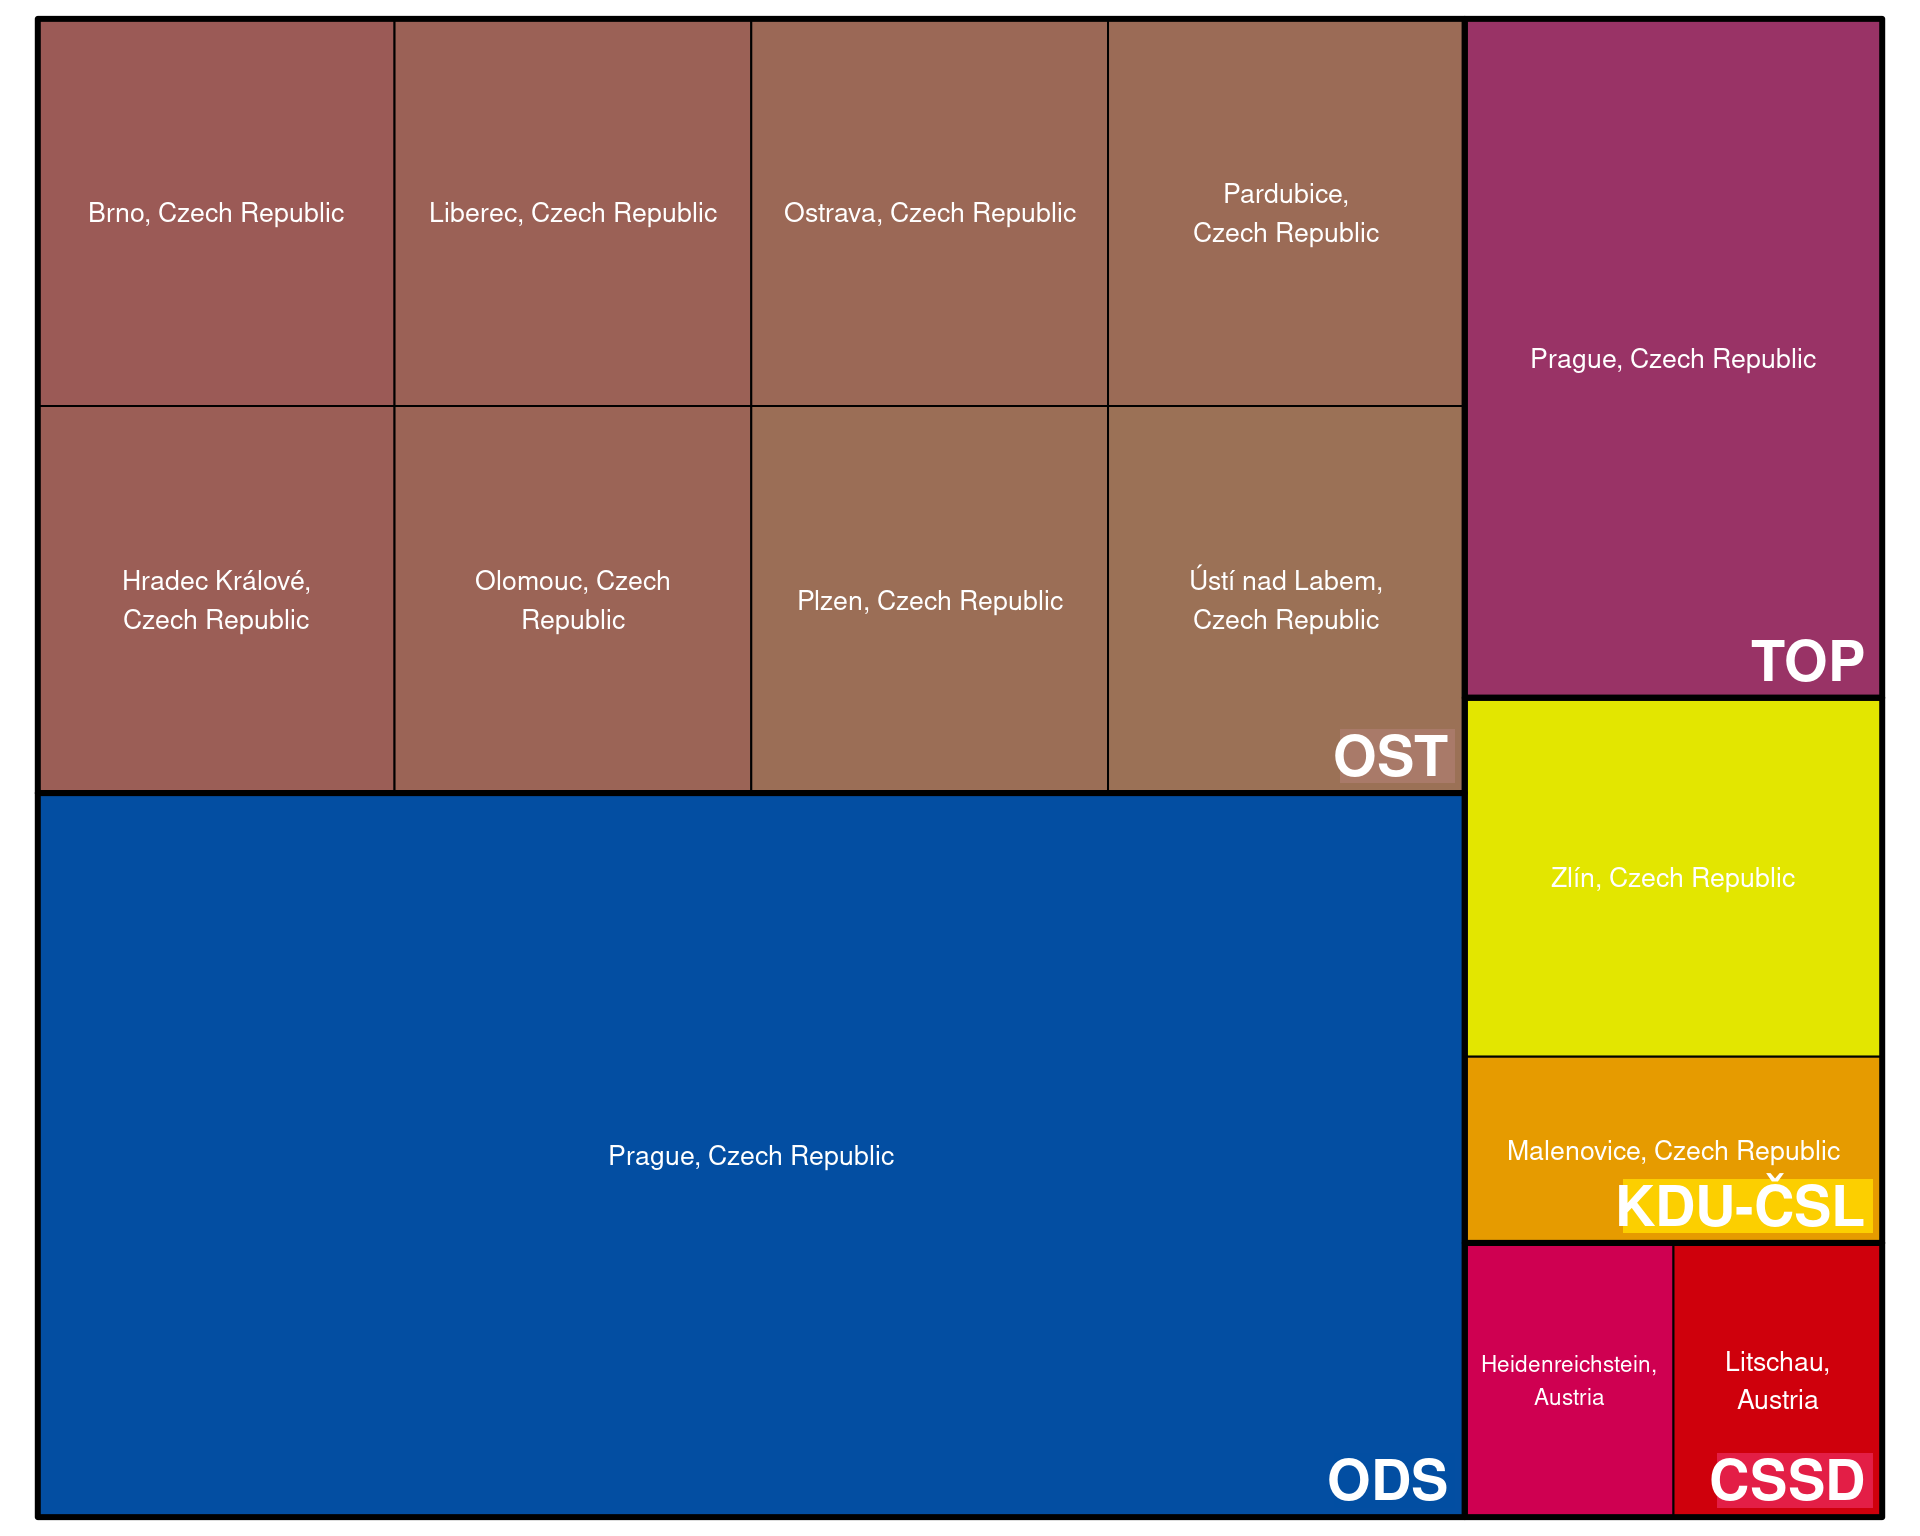 Brno, Czech Republic
Liberec, Czech Republic
Ostrava, Czech Republic
Pardubice,
Czech Republic
Hradec Králové,
Czech Republic
Olomouc, Czech
Republic
Plzen, Czech Republic
Ústí nad Labem,
Czech Republic
OST
Prague, Czech Republic
ODS
Prague, Czech Republic
TOP
Zlín, Czech Republic
Malenovice, Czech Republic
KDU-ČSL
Heidenreichstein,
Austria
Litschau,
Austria
CSSD